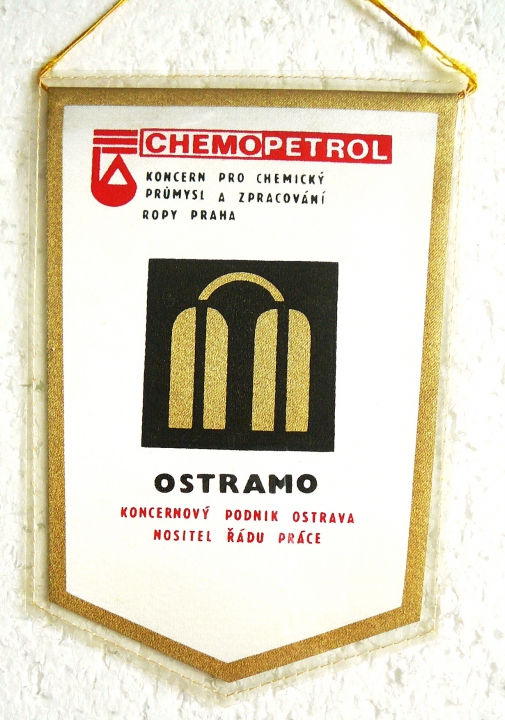 CHEMOPETROL
KONCERN PRO CHEMICKÝ
PRŮMYSL A ZPRACOVÁNÍ
ROPY PRAHA
OSTRAMO
KONCERNOVÝ PODNIK OSTRAVA
NOSITEL ŘÁDU PRÁCE